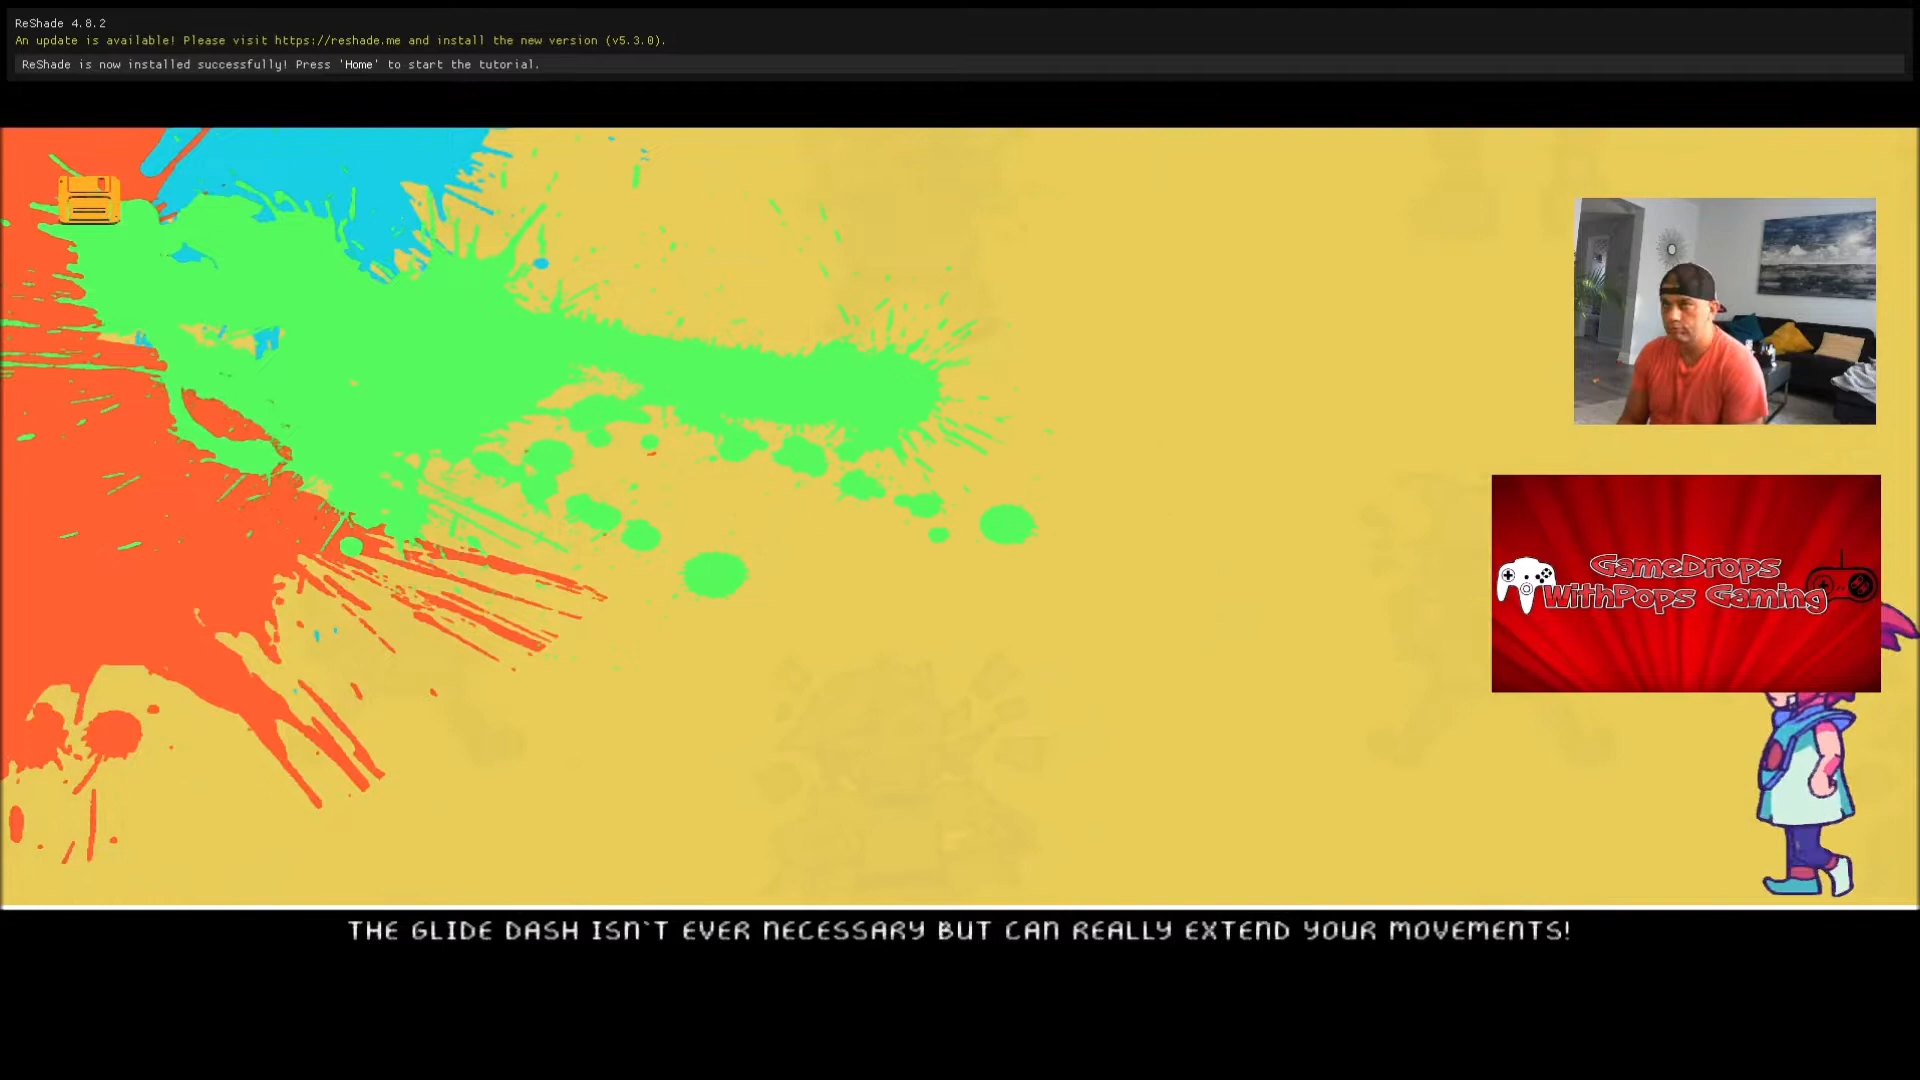 ReShade 4.8.2
An update is available! Please visit https://reshade.me and install the new version (v5.3.0).
ReShade is now installed successfully! Press 'Home' to start the tutorial.
GameDrops
WithPops Gaming
THE GLIDE DASH ISN'T EVER NECESSARY BUT CAN REALLY EXTEND YOUR MOVEMENTS!